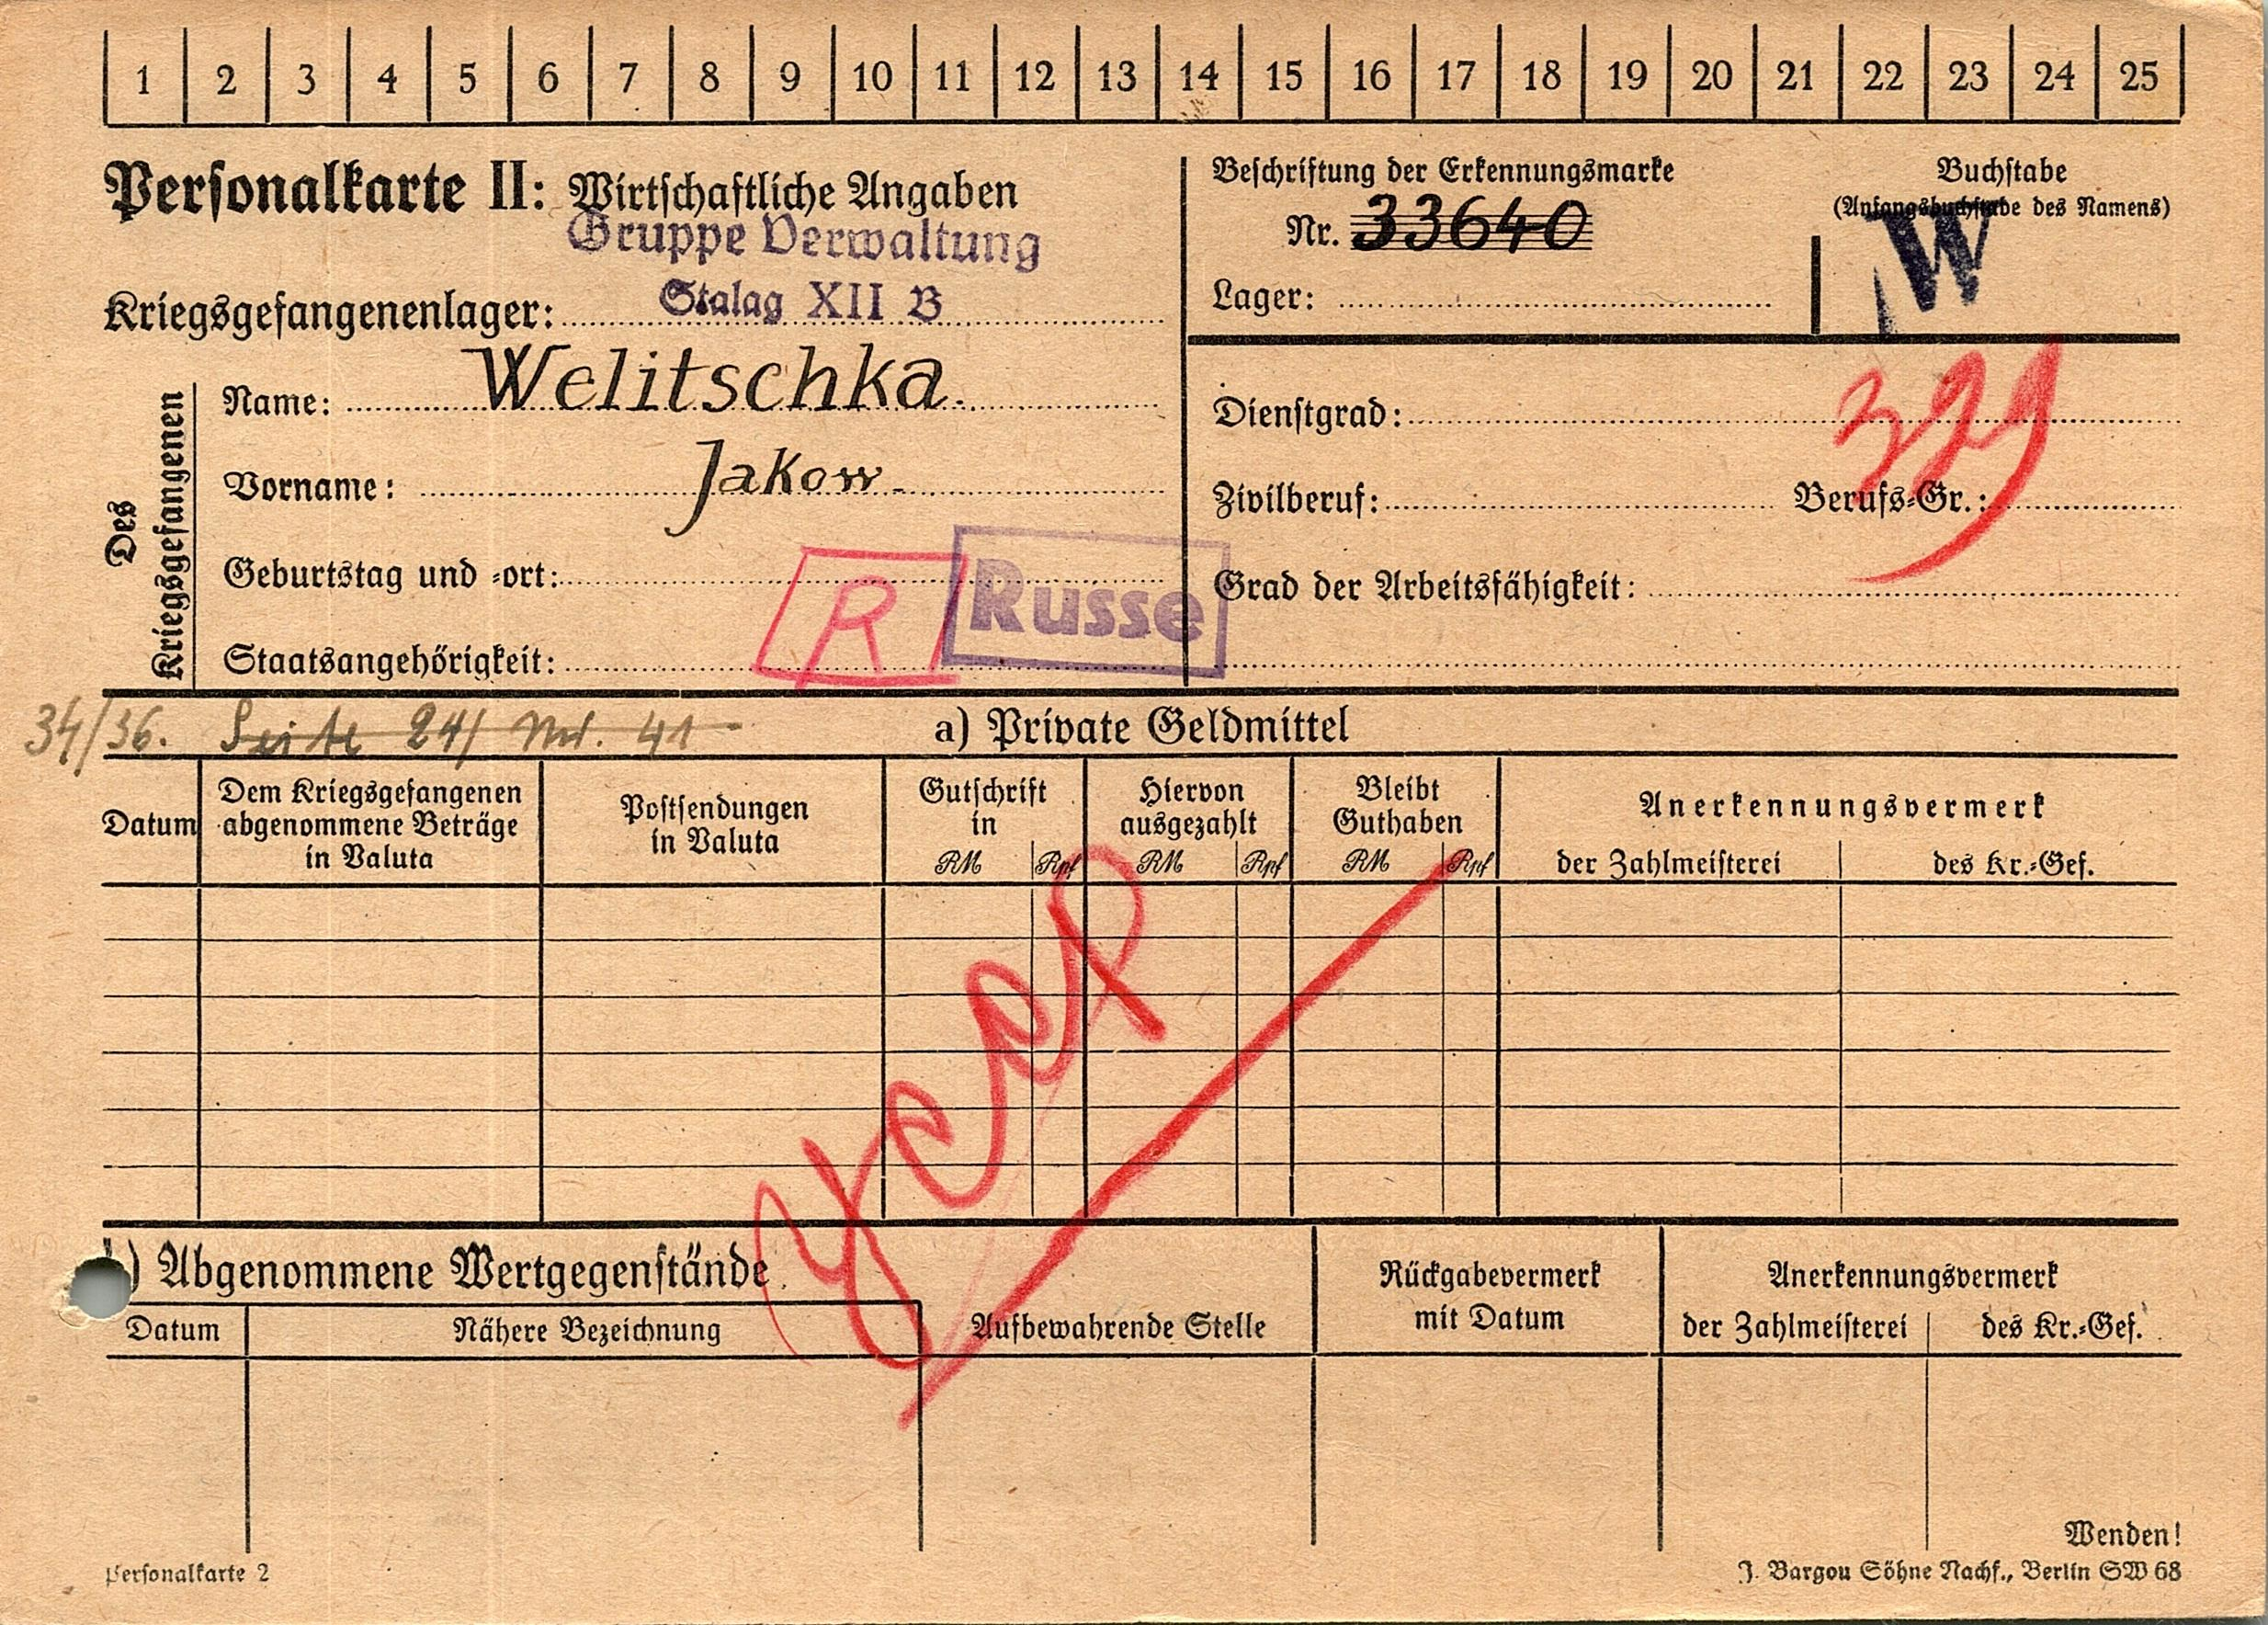 1 2 3 4 5 6 7 8 9 10 11 12 13 14 15 16 17 18 19 20 21 22 23 24 25
Personalkarte II: Wirtschaftliche Angaben
Gruppe Verwaltung
Kriegsgefangenenlager: Stalag XII B
Beschriftung der Erkennungsmarke
Nr. 33640
Lager:
Buchstabe
(Anfangsbuchstabe des Namens)
W
Des Kriegsgefangenen
Name: Welitschka.
Vorname: Jakow
Geburtstag und -ort:
Staatsangehörigkeit:
R
Russe
Dienstgrad:
329
Zivilberuf: Berufs-Gr.:
Grad der Arbeitsfähigkeit:
34/36. Seite 24/ Nr. 41
a) Private Geldmittel
Datum
Dem Kriegsgefangenen
abgenommene Beträge
in Valuta
Postsendungen
in Valuta
Gutschrift
in
RM Rpf
Hiervon
ausgezahlt
RM Rpf
Bleibt
Guthaben
RM Rpf
Anerkennungsvermerk
der Zahlmeisterei des Kr.-Gef.
) Abgenommene Wertgegenstände
Datum Nähere Bezeichnung
Aufbewahrende Stelle
Rückgabevermerk
mit Datum
Anerkennungsvermerk
der Zahlmeisterei des Kr.-Gef.
Wenden!
Personalkarte 2
J. Bargou Söhne Nachf., Berlin SW 68